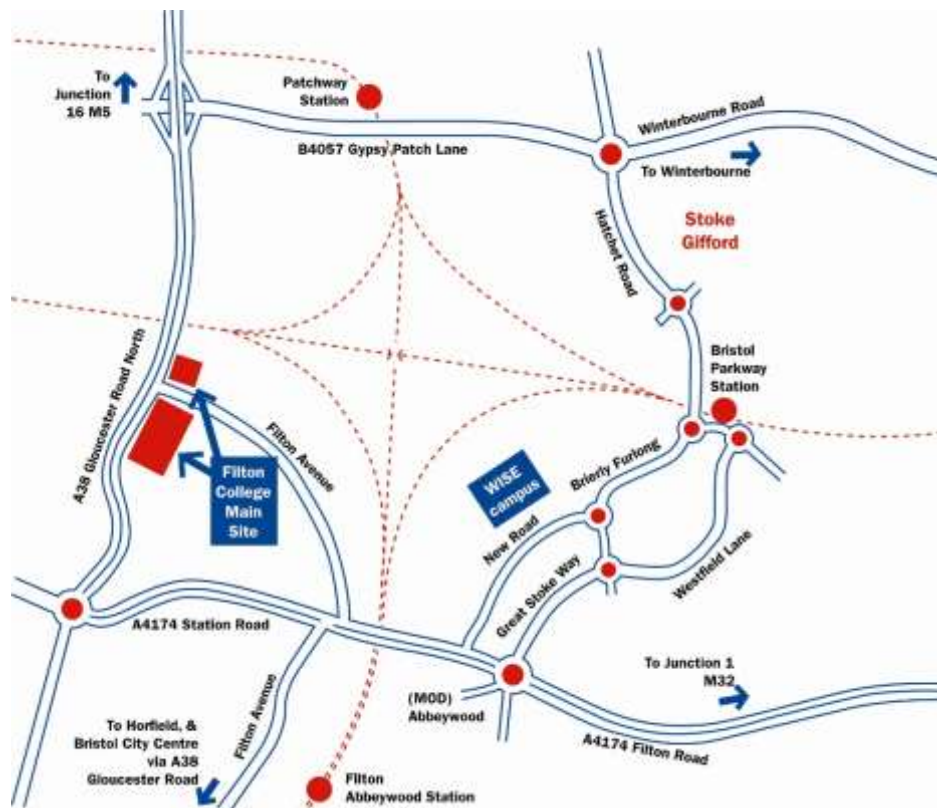 To
Junction
16 M5
Patchway
Station
B4057 Gypsy Patch Lane
Winterbourne Road
To Winterbourne
Stoke
Gifford
Hatchet Road
Bristol
Parkway
Station
A38 Gloucester Road North
Filton Avenue
Filton
College
Main
Site
WISE
campus
Brierly Furlong
New Road
Great Stoke Way
Westfield Lane
A4174 Station Road
To Junction 1
M32
(MOD)
Abbeywood
A4174 Filton Road
To Horfield, &
Bristol City Centre
via A38
Gloucester Road
Filton Avenue
Filton
Abbeywood Station